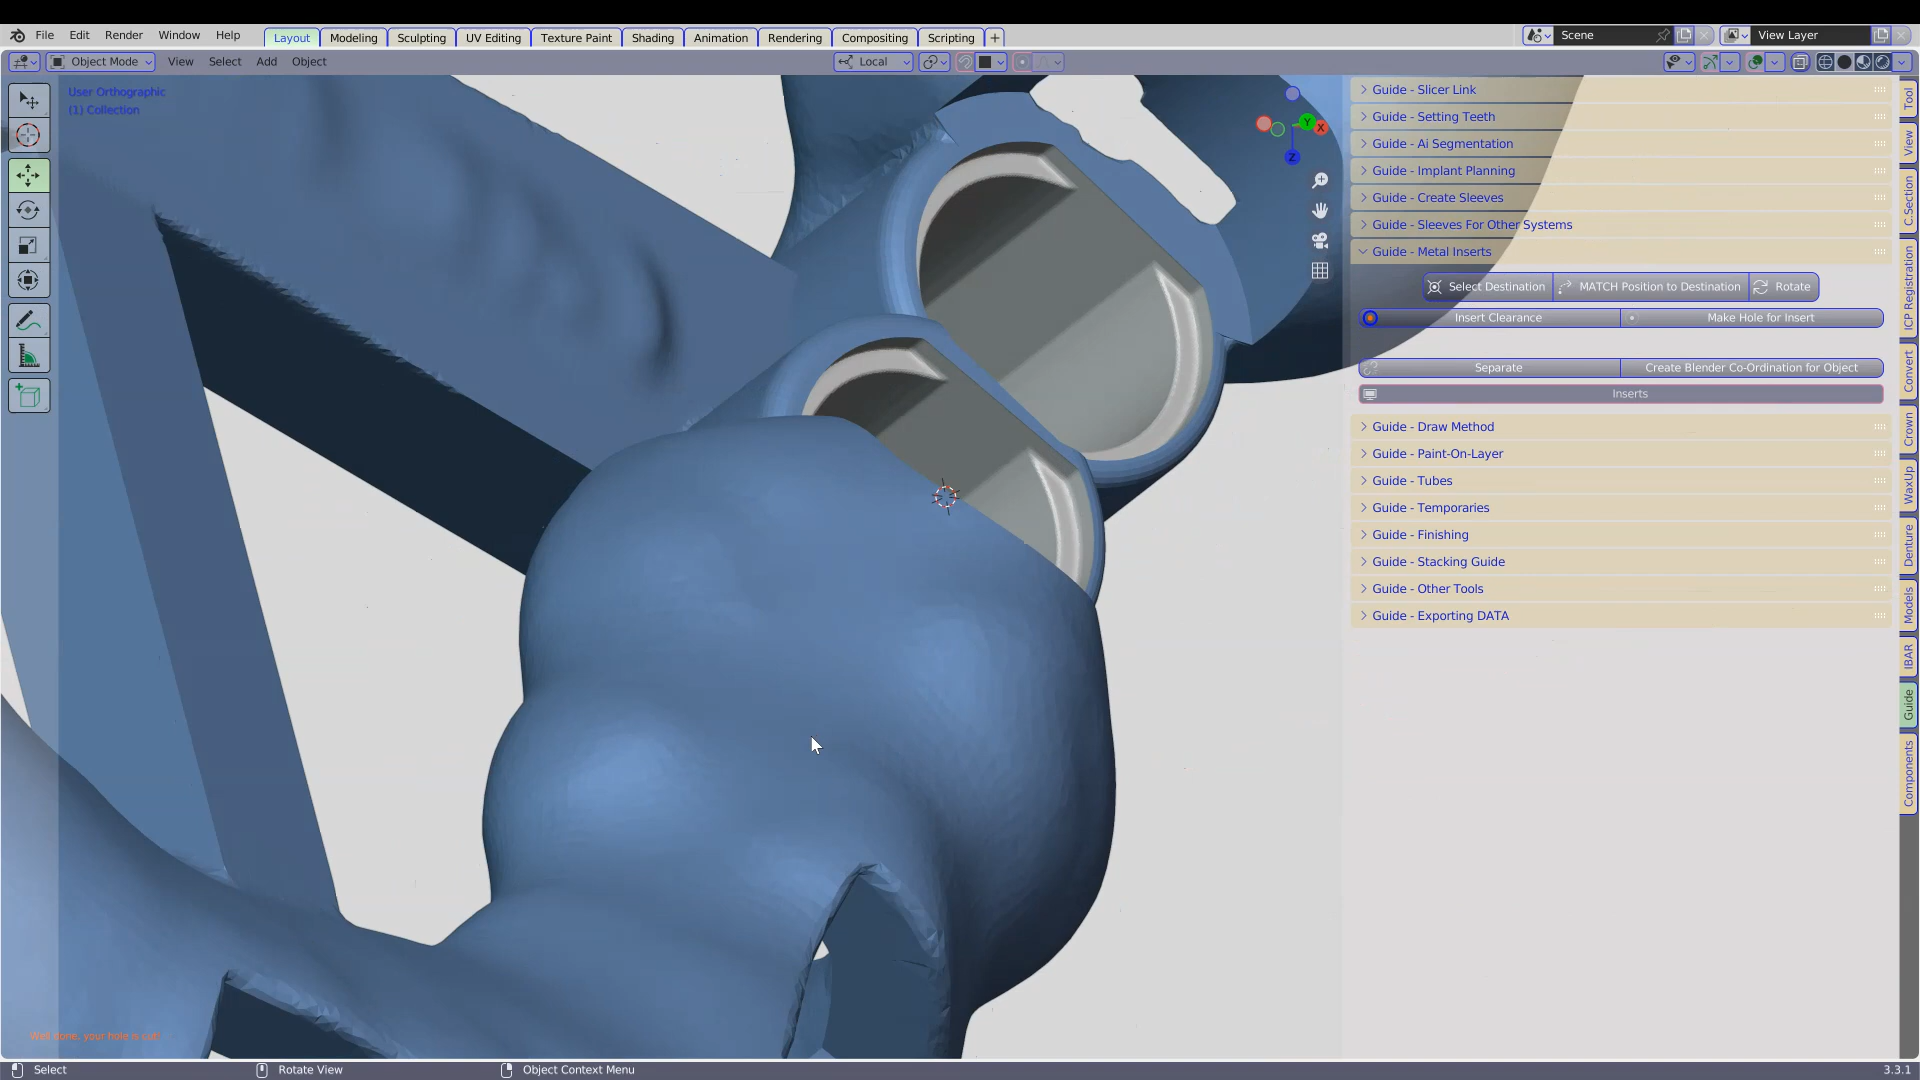 File Edit Render Window Help Layout Modeling Sculpting UV Editing Texture Paint Shading Animation Rendering Compositing Scripting + Scene View Layer
Object Mode View Select Add Object Local
User Orthographic
(1) Collection
Y
X
Z
Guide - Slicer Link
Guide - Setting Teeth
Guide - Ai Segmentation
Guide - Implant Planning
Guide - Create Sleeves
Guide - Sleeves For Other Systems
Guide - Metal Inserts
Select Destination MATCH Position to Destination Rotate
Insert Clearance Make Hole for Insert
Separate Create Blender Co-Ordination for Object
Inserts
Guide - Draw Method
Guide - Paint-On-Layer
Guide - Tubes
Guide - Temporaries
Guide - Finishing
Guide - Stacking Guide
Guide - Other Tools
Guide - Exporting DATA
Tool
View
C.Section
ICP Registration
Convert
Crown
WaxUp
Denture
Models
IBAR
Guide
Components
Well done, your hole is cut!
Select Rotate View Object Context Menu 3.3.1